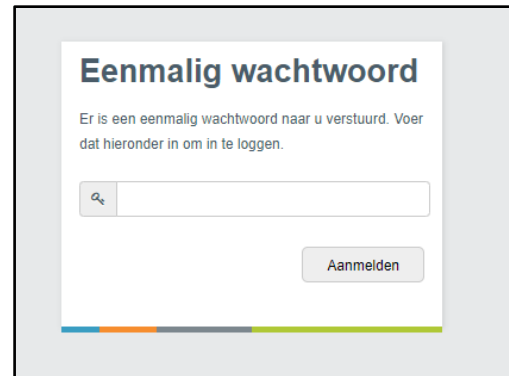 Eenmalig wachtwoord
Er is een eenmalig wachtwoord naar u verstuurd. Voer
dat hieronder in om in te loggen.
Aanmelden